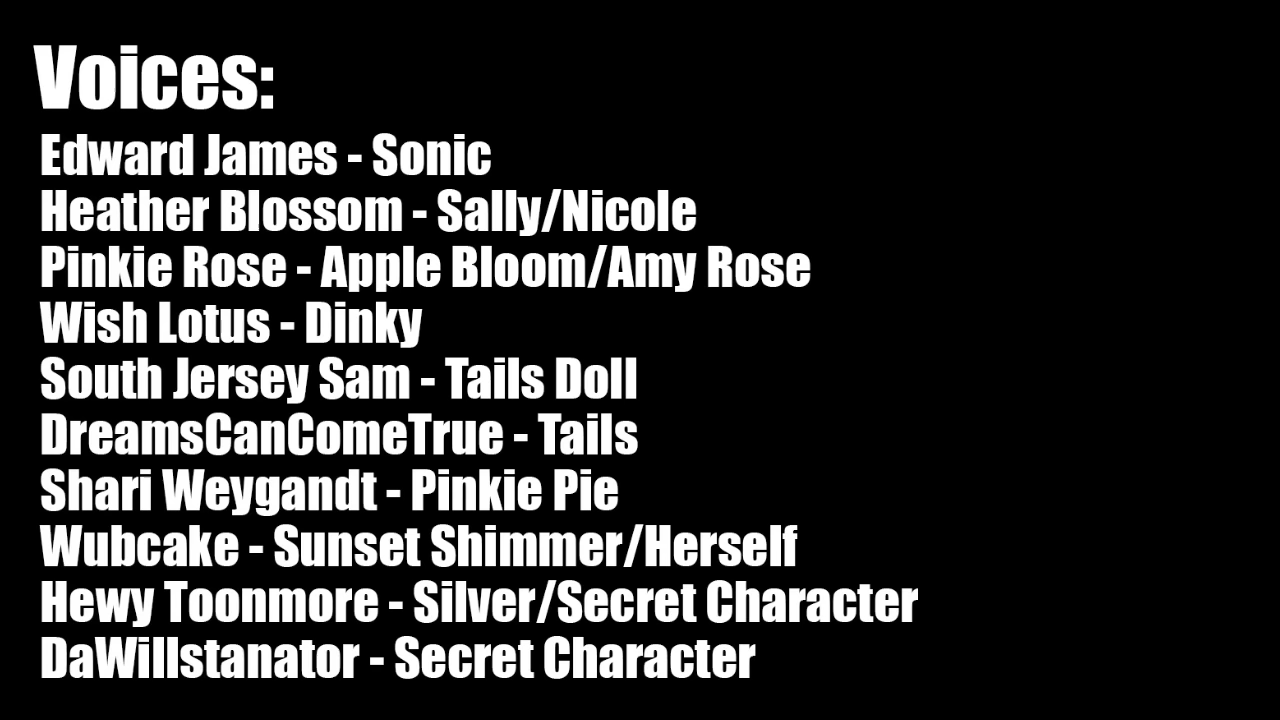 Voices:
Edward James - Sonic
Heather Blossom - Sally/Nicole
Pinkie Rose - Apple Bloom/Amy Rose
Wish Lotus - Dinky
South Jersey Sam - Tails Doll
DreamsCanComeTrue - Tails
Shari Weygandt - Pinkie Pie
Wubcake - Sunset Shimmer/Herself
Hewy Toonmore - Silver/Secret Character
DaWillstanator - Secret Character